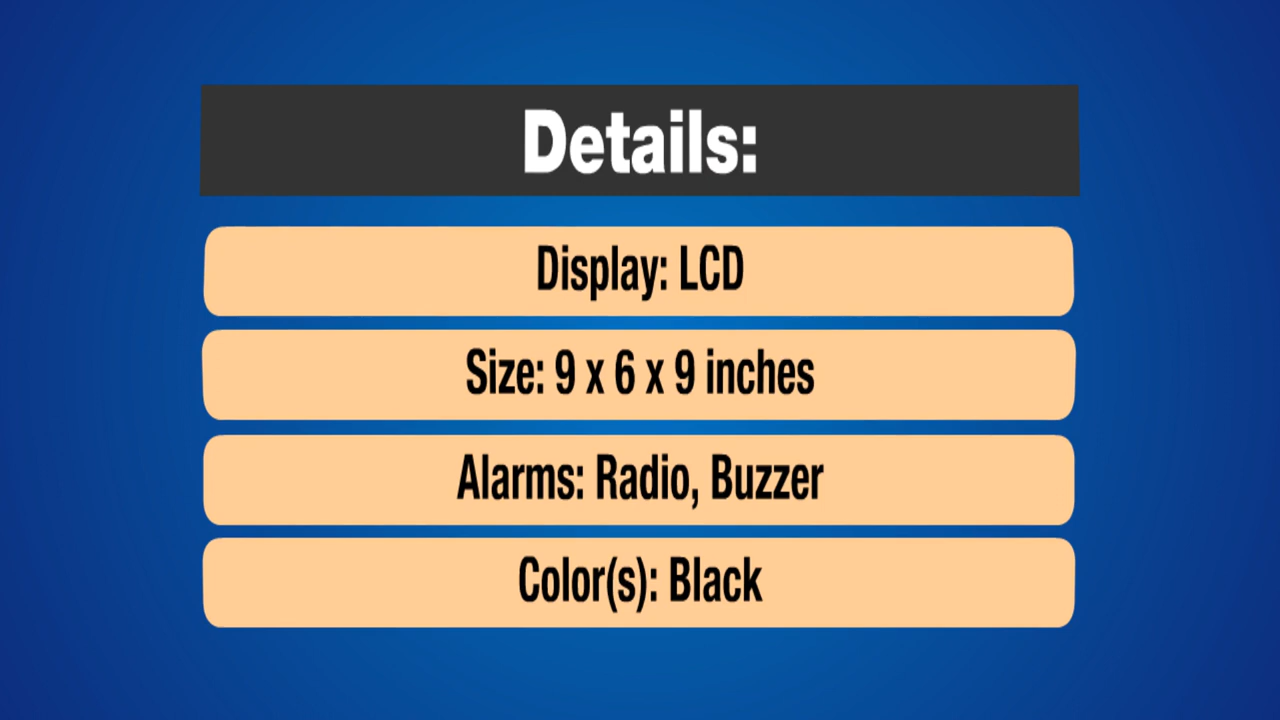 Details:
Display: LCD
Size: 9 x 6 x 9 inches
Alarms: Radio, Buzzer
Color(s): Black